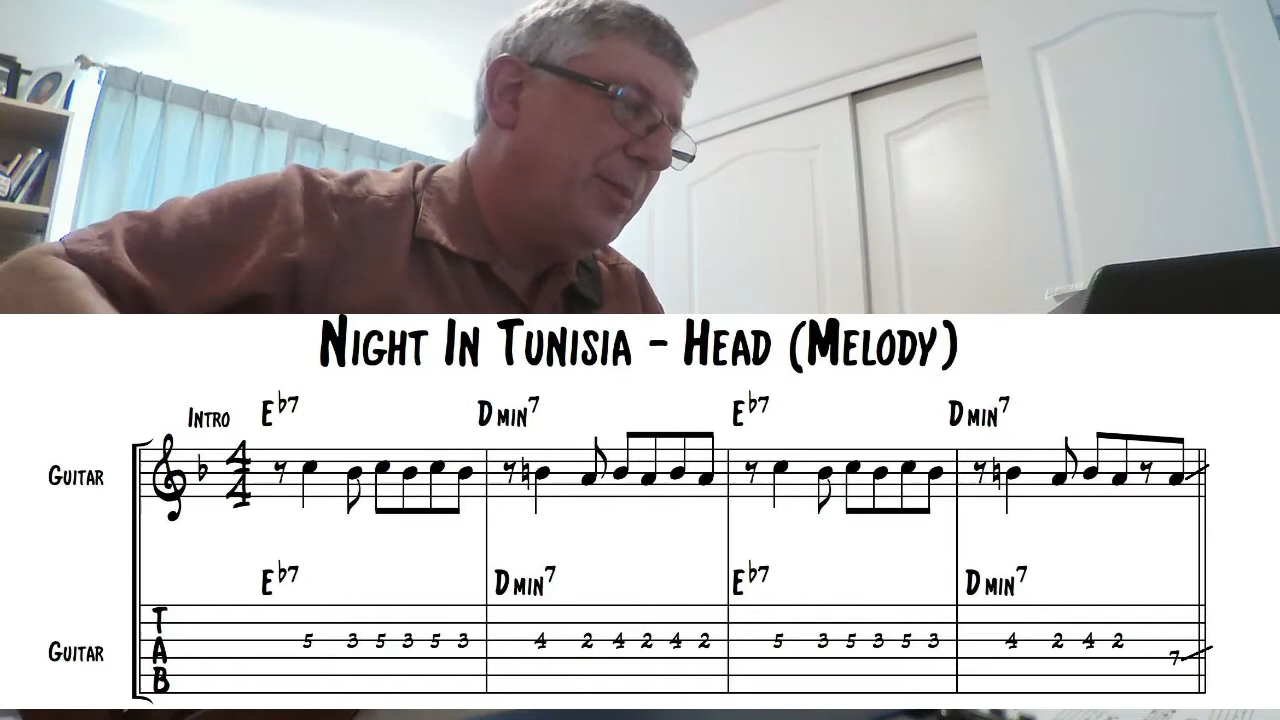 Night In Tunisia - Head (Melody)
Intro E♭7 Dmin7 E♭7 Dmin7
Guitar 4 4
E♭7 Dmin7 E♭7 Dmin7
Guitar T A B
5 3 5 3 5 3 4 2 4 2 4 2 5 3 5 3 5 3 4 2 4 2 7